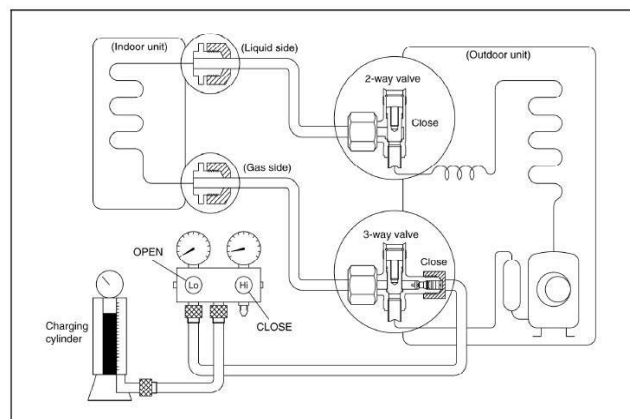 (Indoor unit)
(Liquid side)
(Outdoor unit)
2-way valve
Close
(Gas side)
3-way valve
Close
OPEN
Lo
Hi
CLOSE
Charging
cylinder